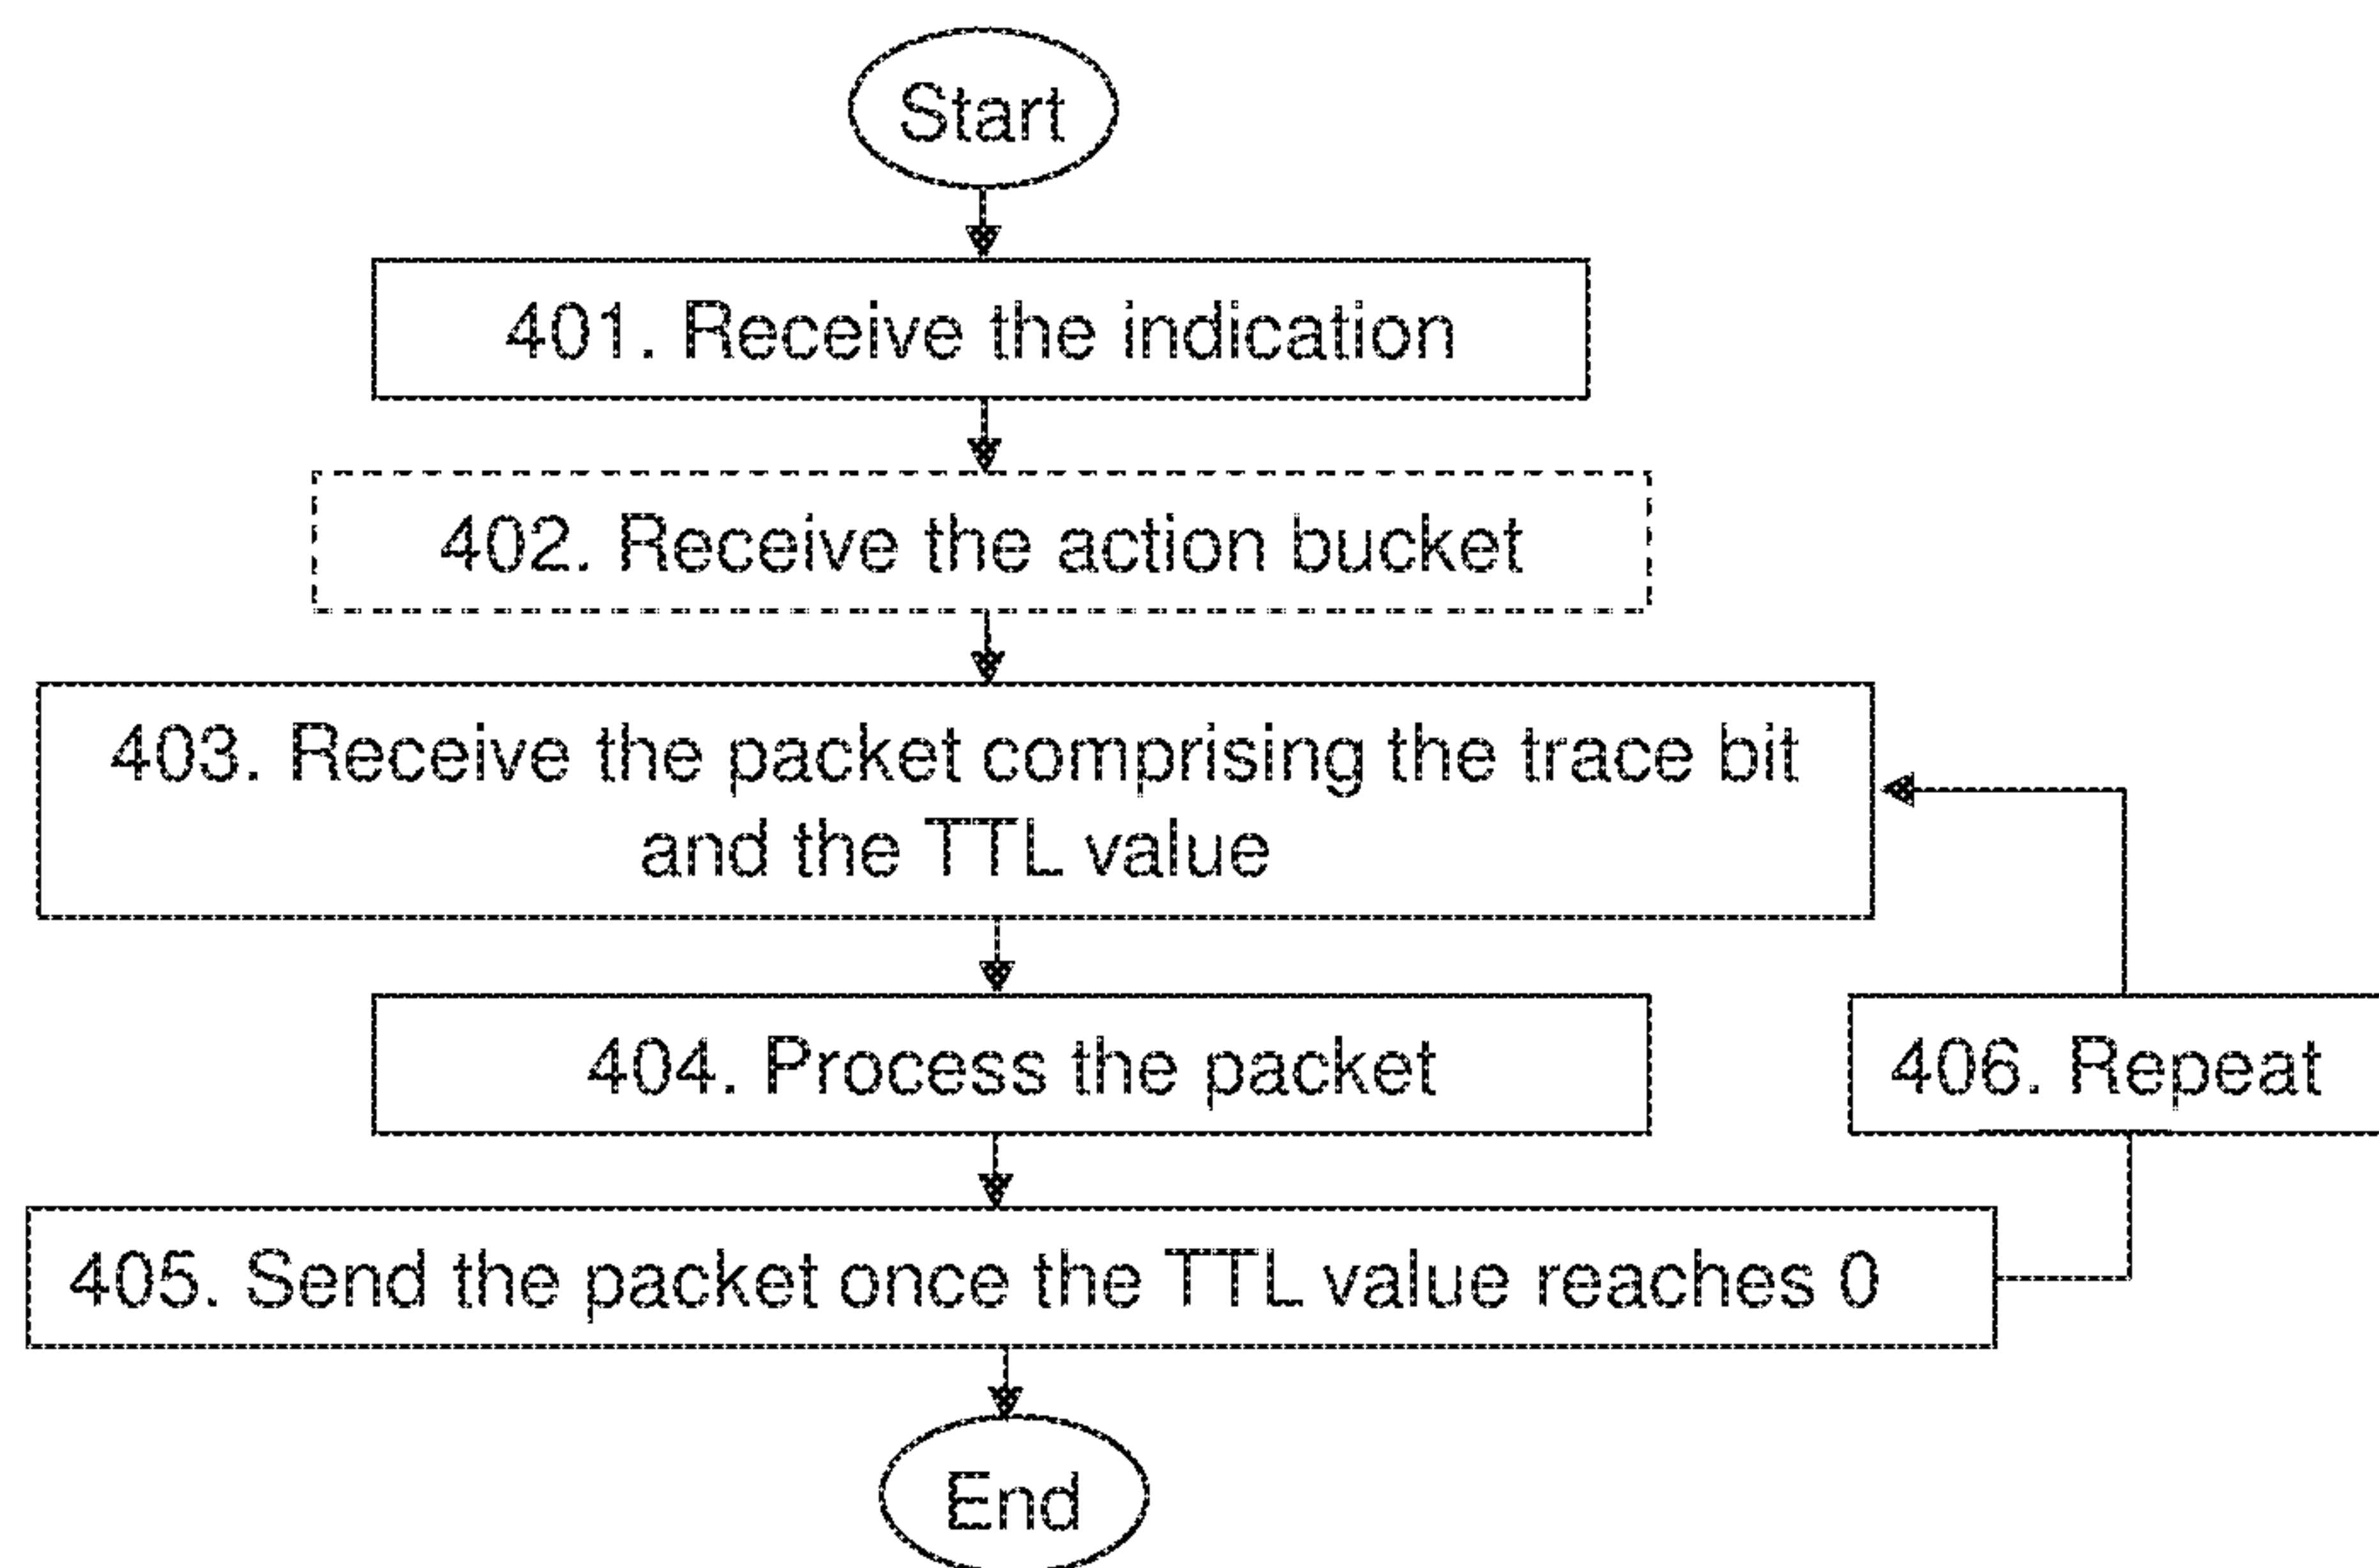 Start
401. Receive the indication
402. Receive the action bucket
403. Receive the packet comprising the trace bit
and the TTL value
404. Process the packet
406. Repeat
405. Send the packet once the TTL value reaches 0
End